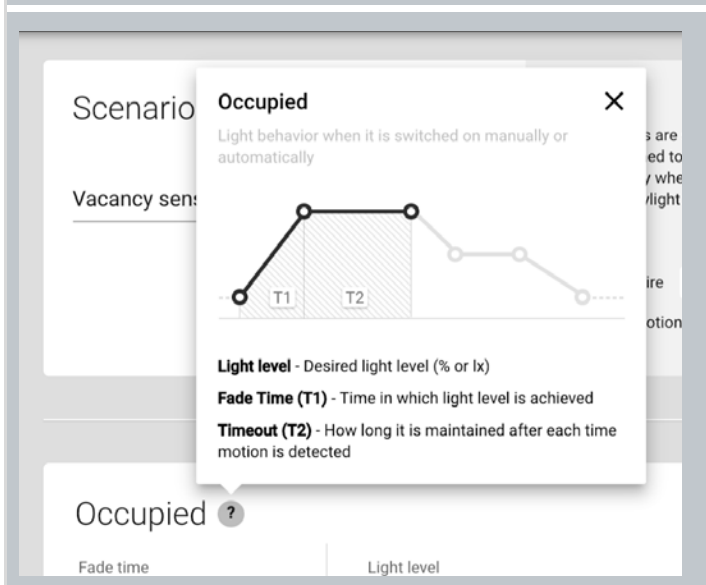 Scenario
Occupied
Light behavior when it is switched on manually or
automatically
s are
ed to
y whe
ylight
Vacancy sens
T1
T2
ire
otion
Light level - Desired light level (% or lx)
Fade Time (T1) - Time in which light level is achieved
Timeout (T2) - How long it is maintained after each time
motion is detected
Occupied ?
Fade time
Light level